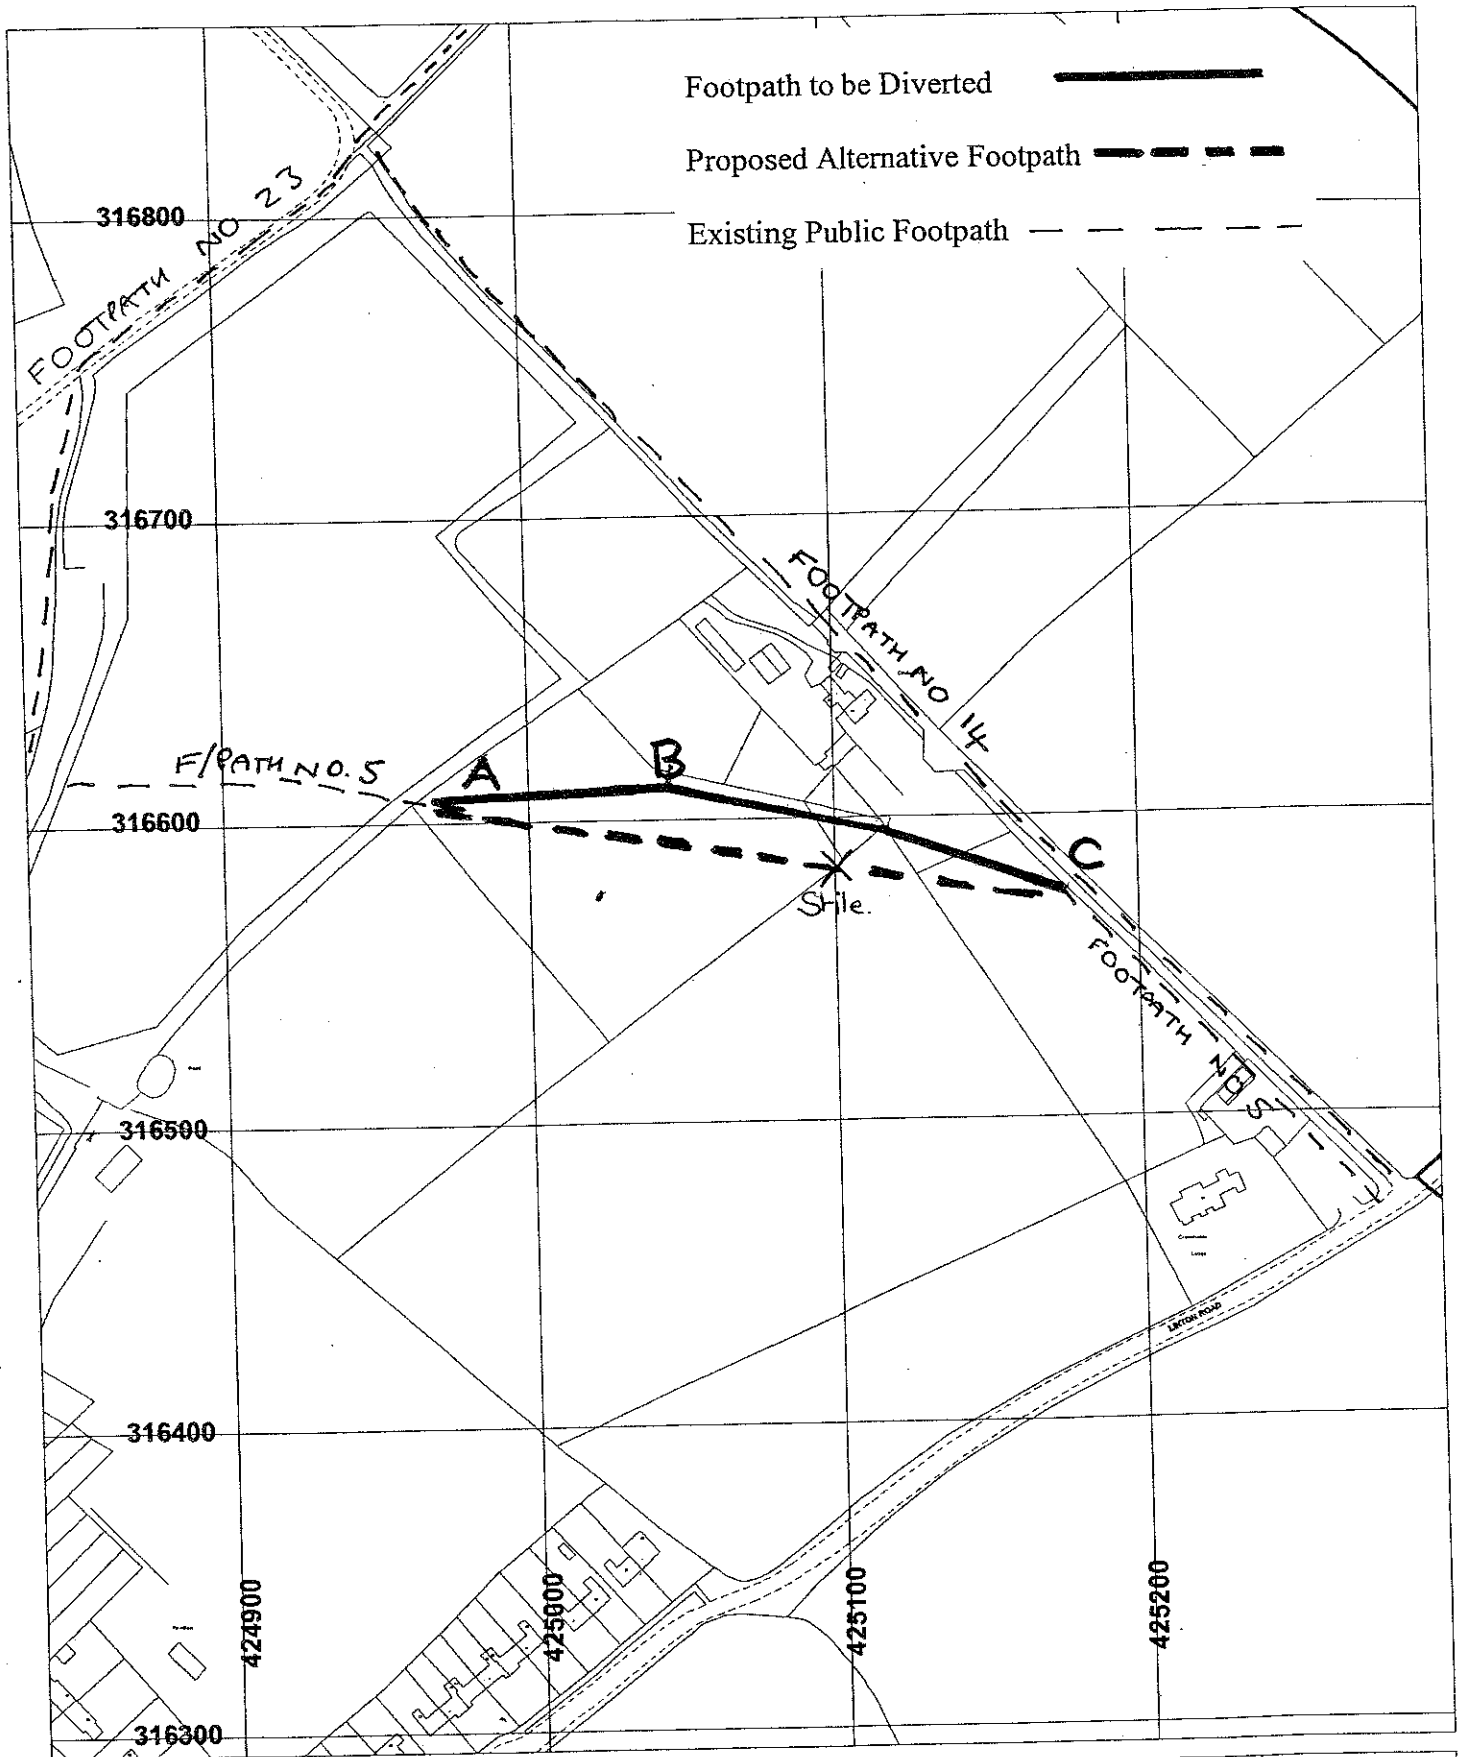 Footpath to be Diverted
Proposed Alternative Footpath
Existing Public Footpath
FOOTPATH NO 23
316800
316700
FOOTPATH NO 14
F/PATH NO. 5
A
B
316600
C
Stile.
FOOTPATH NO 5
316500
LINTON ROAD
316400
424900
425000
425100
425200
316300